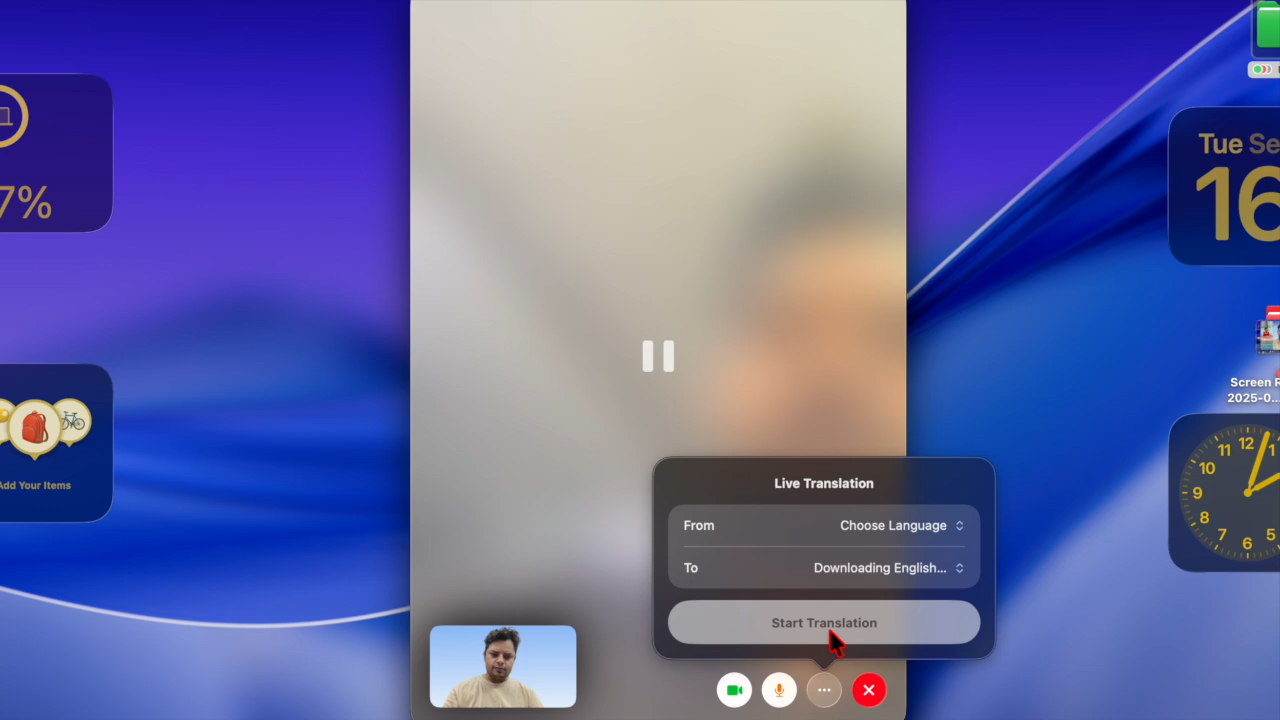 7%
Add Your Items
Live Translation
From Choose Language
To Downloading English...
Start Translation
Tue Se
16
Screen R
2025-0...
12
1
11
10
9
8
7
6
5